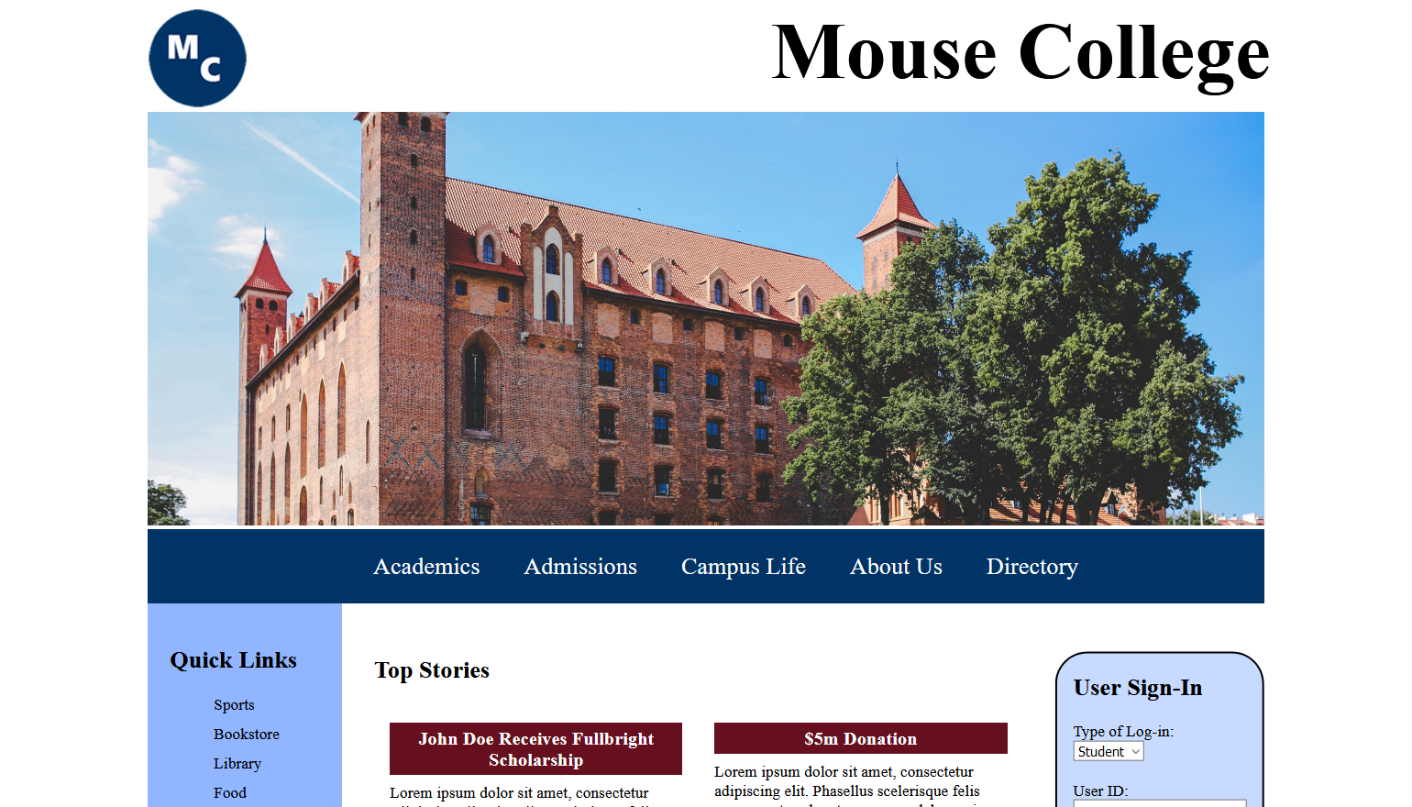 MC
Mouse College
Academics Admissions Campus Life About Us Directory
Quick Links
Sports
Bookstore
Library
Food
Top Stories
John Doe Receives Fullbright
Scholarship
Lorem ipsum dolor sit amet, consectetur
$5m Donation
Lorem ipsum dolor sit amet, consectetur
adipiscing elit. Phasellus scelerisque felis
User Sign-In
Type of Log-in:
Student
User ID: